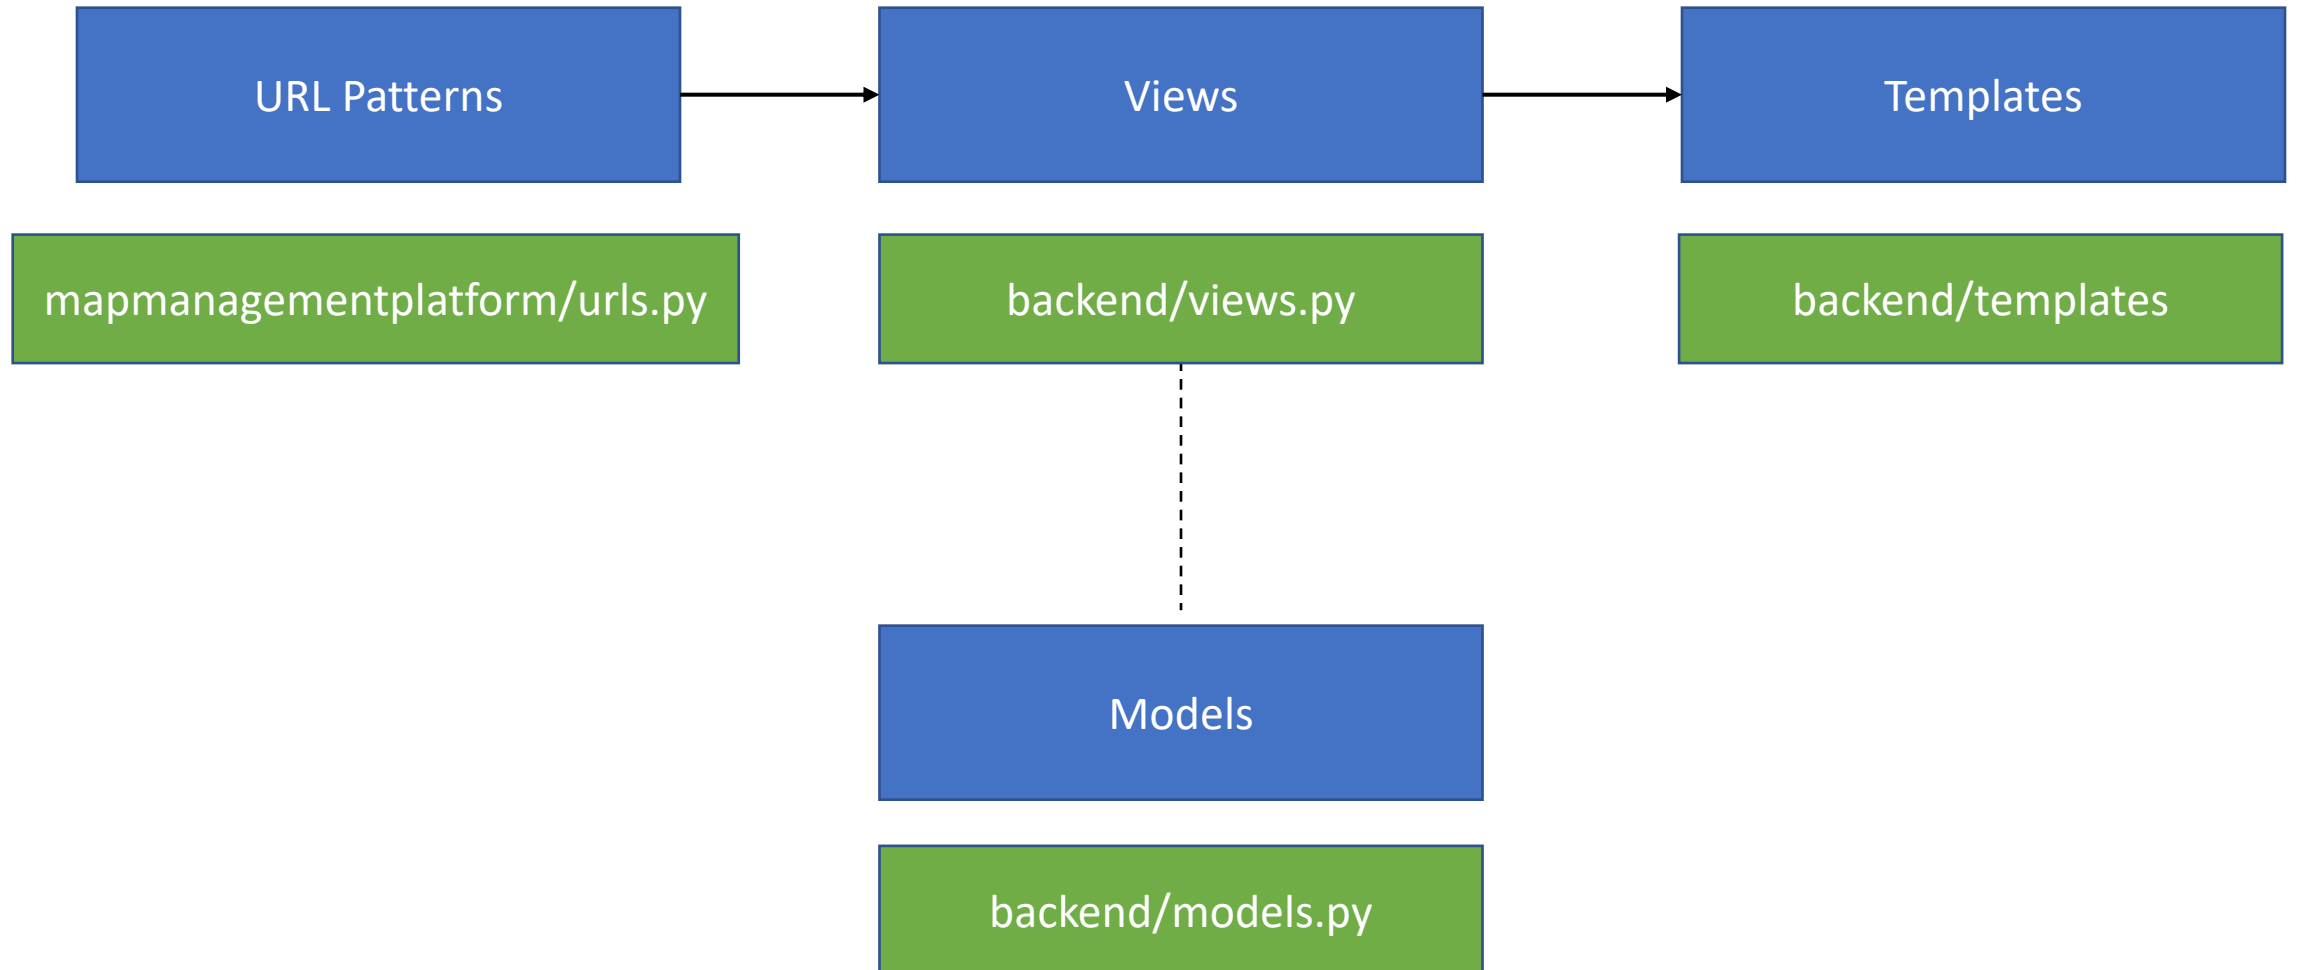 URL Patterns
Views
Templates
mapmanagementplatform/urls.py
backend/views.py
backend/templates
Models
backend/models.py